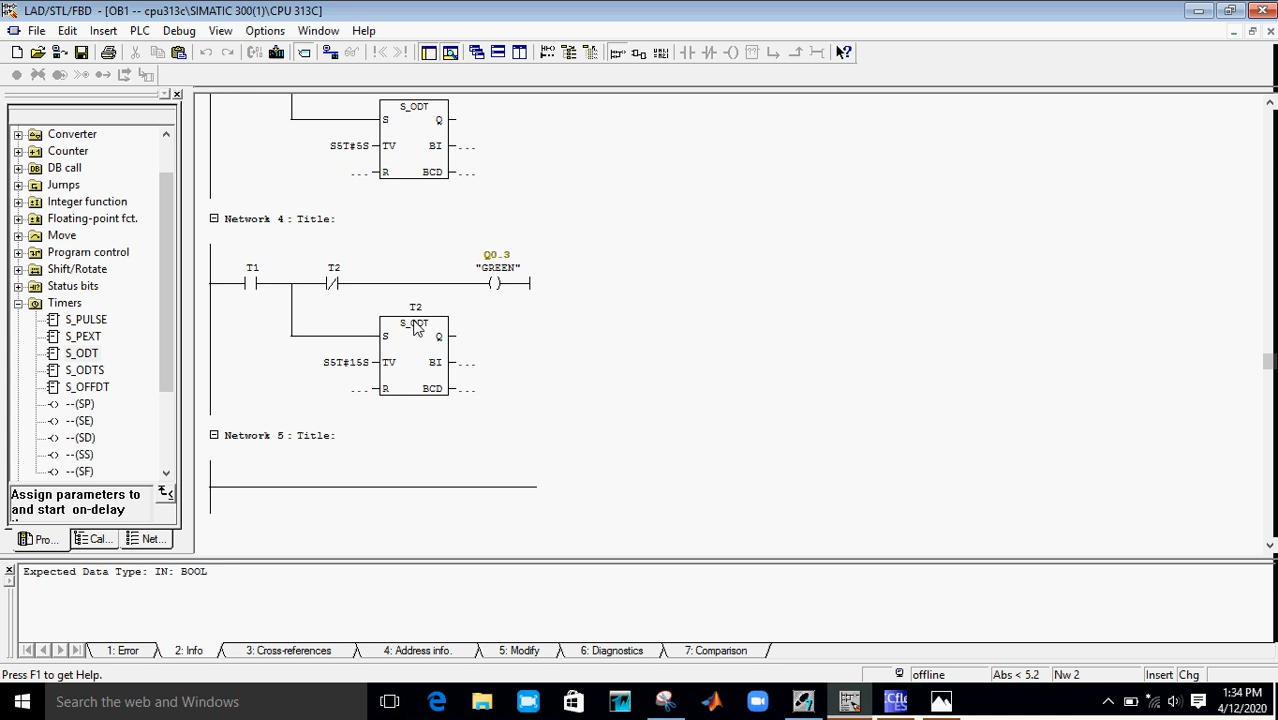 LAD/STL/FBD - [OB1 -- cpu313c\SIMATIC 300(1)\CPU 313C]
File Edit Insert PLC Debug View Options Window Help
Converter
Counter
DB call
Jumps
Integer function
Floating-point fct.
Move
Program control
Shift/Rotate
Status bits
Timers
S_PULSE
S_PEXT
S_ODT
S_ODTS
S_OFFDT
--(SP)
--(SE)
--(SD)
--(SS)
--(SF)
Assign parameters to
and start on-delay
Pro... Cal... Net...
S_ODT
S Q
S5T#5S TV BI ...
... R BCD ...
Network 4 : Title:
Q0.3
T1 T2 "GREEN"
T2
S_ODT
S Q
S5T#15S TV BI ...
... R BCD ...
Network 5 : Title:
Expected Data Type: IN: BOOL
1: Error 2: Info 3: Cross-references 4: Address info. 5: Modify 6: Diagnostics 7: Comparison
Press F1 to get Help. offline Abs < 5.2 Nw 2 Insert Chg
Search the web and Windows
1:34 PM
4/12/2020